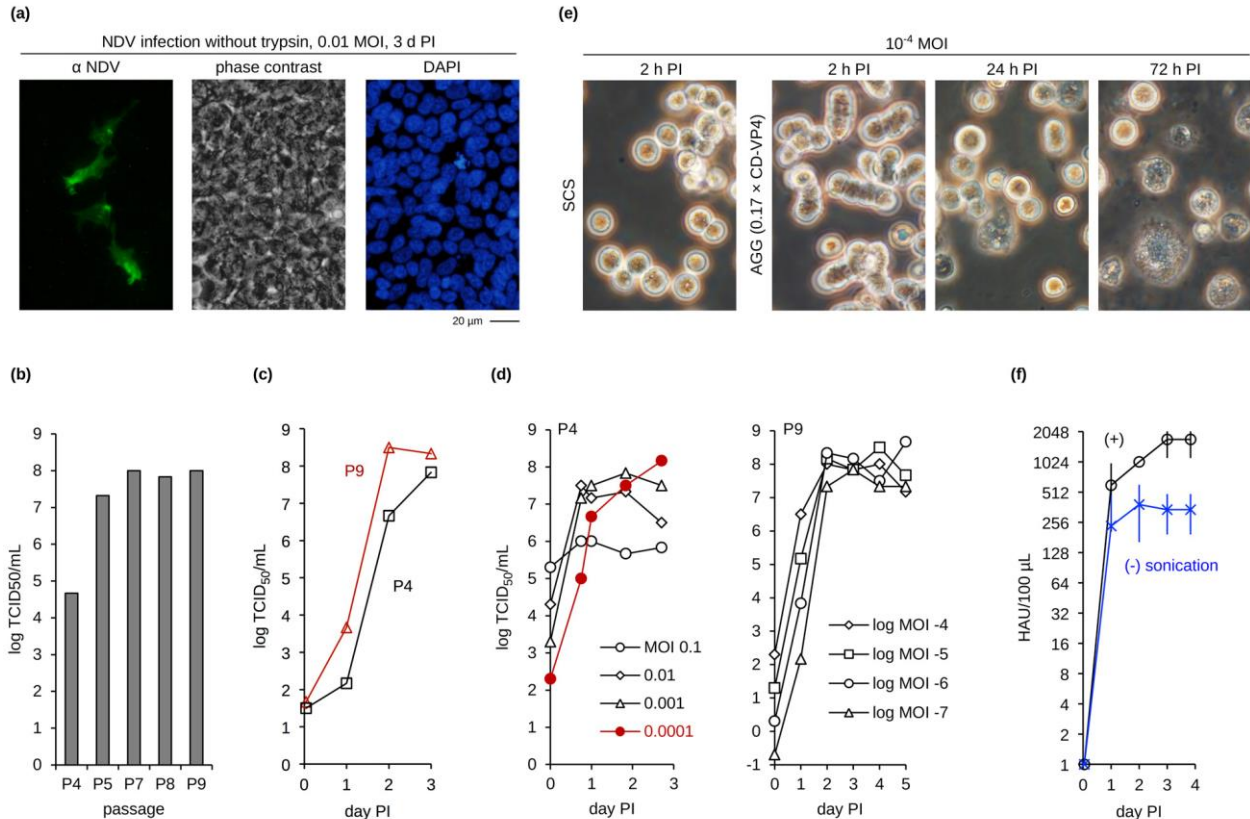 (a)
NDV infection without trypsin, 0.01 MOI, 3 d PI
α NDV phase contrast DAPI
20 µm
(e)
10-4 MOI
2 h PI 2 h PI 24 h PI 72 h PI
SCS
AGG (0.17 × CD-VP4)
(b)
log TCID50/mL
9
8
7
6
5
4
3
2
1
0
P4 P5 P7 P8 P9
passage
(c)
log TCID50/mL
9
8
7
6
5
4
3
2
1
0
P9
P4
0 1 2 3
day PI
(d)
P4
log TCID50/mL
9
8
7
6
5
4
3
2
1
0
MOI 0.1
0.01
0.001
0.0001
0 1 2 3
day PI
P9
9
8
7
6
5
4
3
2
1
0
-1
log MOI -4
log MOI -5
log MOI -6
log MOI -7
0 1 2 3 4 5
day PI
(f)
HAU/100 µL
2048
1024
512
256
128
64
32
16
8
4
2
1
(+)
(-) sonication
0 1 2 3 4
day PI